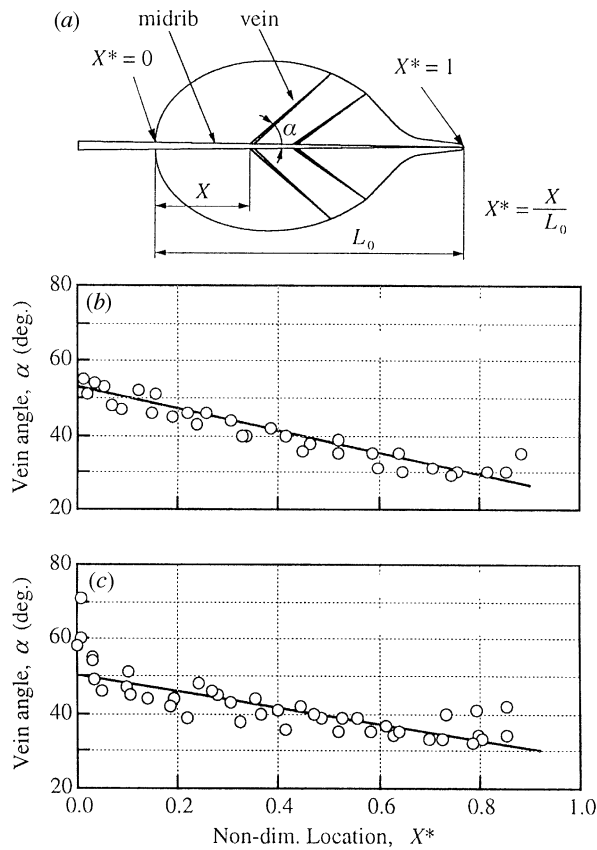 (a)
midrib
vein
X* = 0
X* = 1
α
X
X* = X / L₀
L₀
(b)
80
60
40
20
Vein angle, α (deg.)
(c)
80
60
40
20
Vein angle, α (deg.)
0.0 0.2 0.4 0.6 0.8 1.0
Non-dim. Location, X*